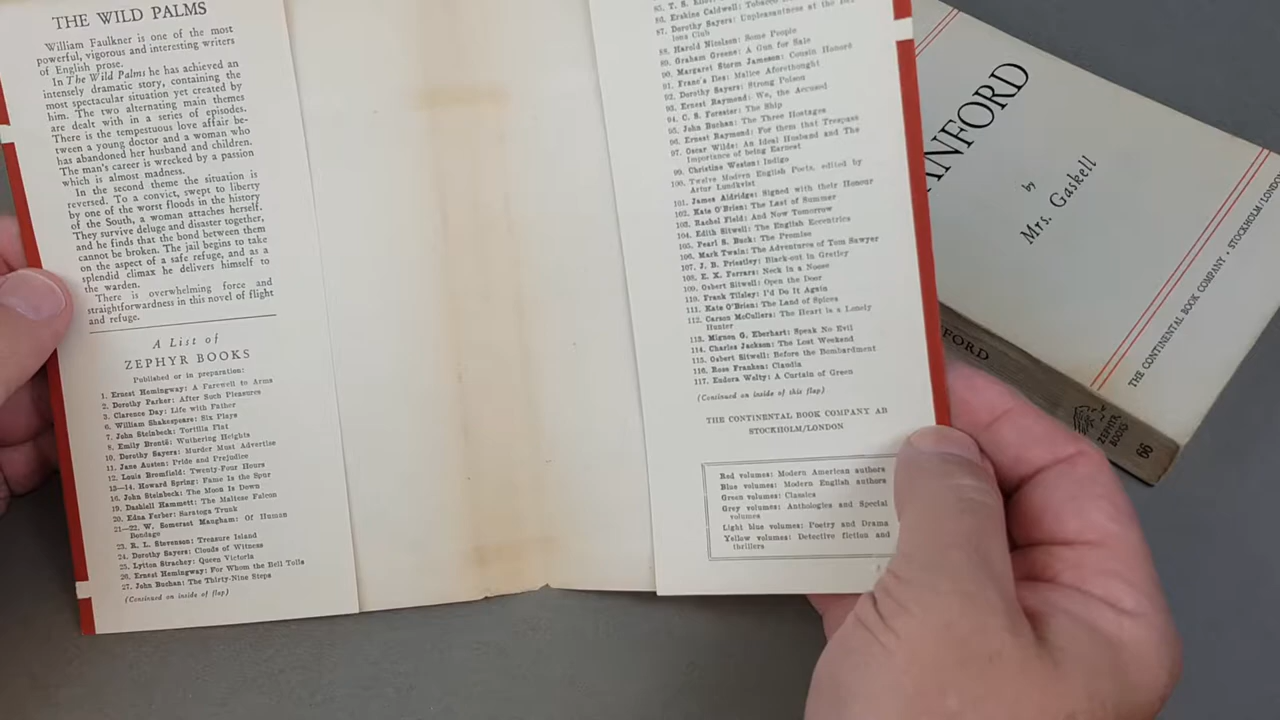 THE WILD PALMS
William Faulkner is one of the most
powerful, vigorous and interesting writers
of English prose.
In The Wild Palms he has achieved an
intensely dramatic story, containing the
most spectacular situation yet created by
him. The two alternating main themes
are dealt with in a series of episodes.
There is the tempestuous love affair be-
tween a young doctor and a woman who
has abandoned her husband and children.
The man's career is wrecked by a passion
which is almost madness.
In the second theme the situation is
reversed. To a convict, swept to liberty
by one of the worst floods in the history
of the South, a woman attaches herself.
They survive deluge and disaster together,
and he finds that the bond between them
cannot be broken. The jail begins to take
on the aspect of a safe refuge, and as a
splendid climax he delivers himself to
the warden.
There is overwhelming force and
straightforwardness in this novel of flight
and refuge.
A List of
ZEPHYR BOOKS
Published or in preparation:
1. Ernest Hemingway: A Farewell to Arms
2. Dorothy Parker: After Such Pleasures
3. Clarence Day: Life with Father
6. William Shakespeare: Six Plays
7. John Steinbeck: Tortilla Flat
8. Emily Brontë: Wuthering Heights
10. Dorothy Sayers: Murder Must Advertise
11. Jane Austen: Pride and Prejudice
12. Louis Bromfield: Twenty-Four Hours
13—14. Howard Spring: Fame Is the Spur
16. John Steinbeck: The Moon Is Down
19. Dashiell Hammett: The Maltese Falcon
20. Edna Ferber: Saratoga Trunk
21—22. W. Somerset Maugham: Of Human
Bondage
23. R. L. Stevenson: Treasure Island
24. Dorothy Sayers: Clouds of Witness
25. Lytton Strachey: Queen Victoria
26. Ernest Hemingway: For Whom the Bell Tolls
27. John Buchan: The Thirty-Nine Steps
(Continued on inside of flap)
85. T. S.
86. Erskine Caldwell: Tobacco
87. Dorothy Sayers: Unpleasantness at the
lona Club
88. Harold Nicolson: Some People
89. Graham Greene: A Gun for Sale
90. Margaret Storm Jameson: Cousin Honoré
91. Franc's Iles: Malice Aforethought
92. Dorothy Sayers: Strong Poison
93. Ernest Raymond: We, the Accused
94. C. S. Forester: The Ship
95. John Buchan: The Three Hostages
96. Ernest Raymond: For them that Trespass
97. Oscar Wilde: An Ideal Husband and The
Importance of being Earnest
99. Christine Weston: Indigo
100. Twelve Modern English Poets, edited by
Artur Lundkvist
101. James Aldridge: Signed with their Honour
102. Kate O'Brien: The Last of Summer
103. Rachel Field: And Now Tomorrow
104. Edith Sitwell: The English Eccentrics
105. Pearl S. Buck: The Promise
106. Mark Twain: The Adventures of Tom Sawyer
107. J. B. Priestley: Black-out in Gretley
108. E. X. Ferrars: Neck in a Noose
109. Osbert Sitwell: Open the Door
110. Frank Tilsley: I'd Do It Again
111. Kate O'Brien: The Land of Spices
112. Carson McCullers: The Heart is a Lonely
Hunter
113. Mignon G. Eberhart: Speak No Evil
114. Charles Jackson: The Lost Weekend
115. Osbert Sitwell: Before the Bombardment
116. Rose Franken: Claudia
117. Eudora Welty: A Curtain of Green
(Continued on inside of this flap)
THE CONTINENTAL BOOK COMPANY AB
STOCKHOLM/LONDON
Red volumes: Modern American authors
Blue volumes: Modern English authors
Green volumes: Classics
Grey volumes: Anthologies and Special
volumes
Light blue volumes: Poetry and Drama
Yellow volumes: Detective fiction and
thrillers
ANFORD
by
Mrs. Gaskell
THE CONTINENTAL BOOK COMPANY • STOCKHOLM/LONDON
FORD
ZEPHYR
BOOKS
66